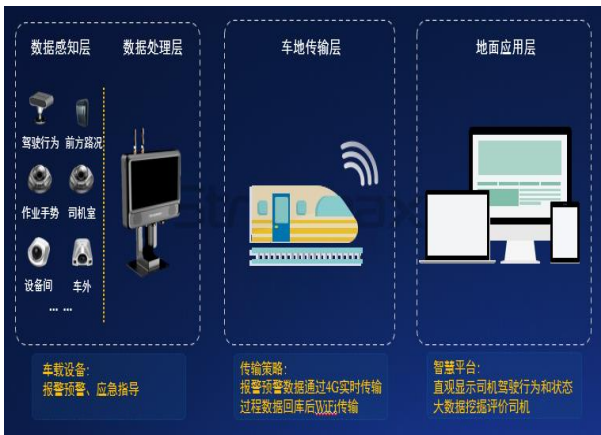 数据感知层 数据处理层
驾驶行为 前方路况
作业手势 司机室
设备间 车外
... ...
车地传输层
地面应用层
车载设备：
报警预警、应急指导
传输策略：
报警预警数据通过4G实时传输
过程数据回库后WiFi传输
智慧平台：
直观显示司机驾驶行为和状态
大数据挖掘评价司机